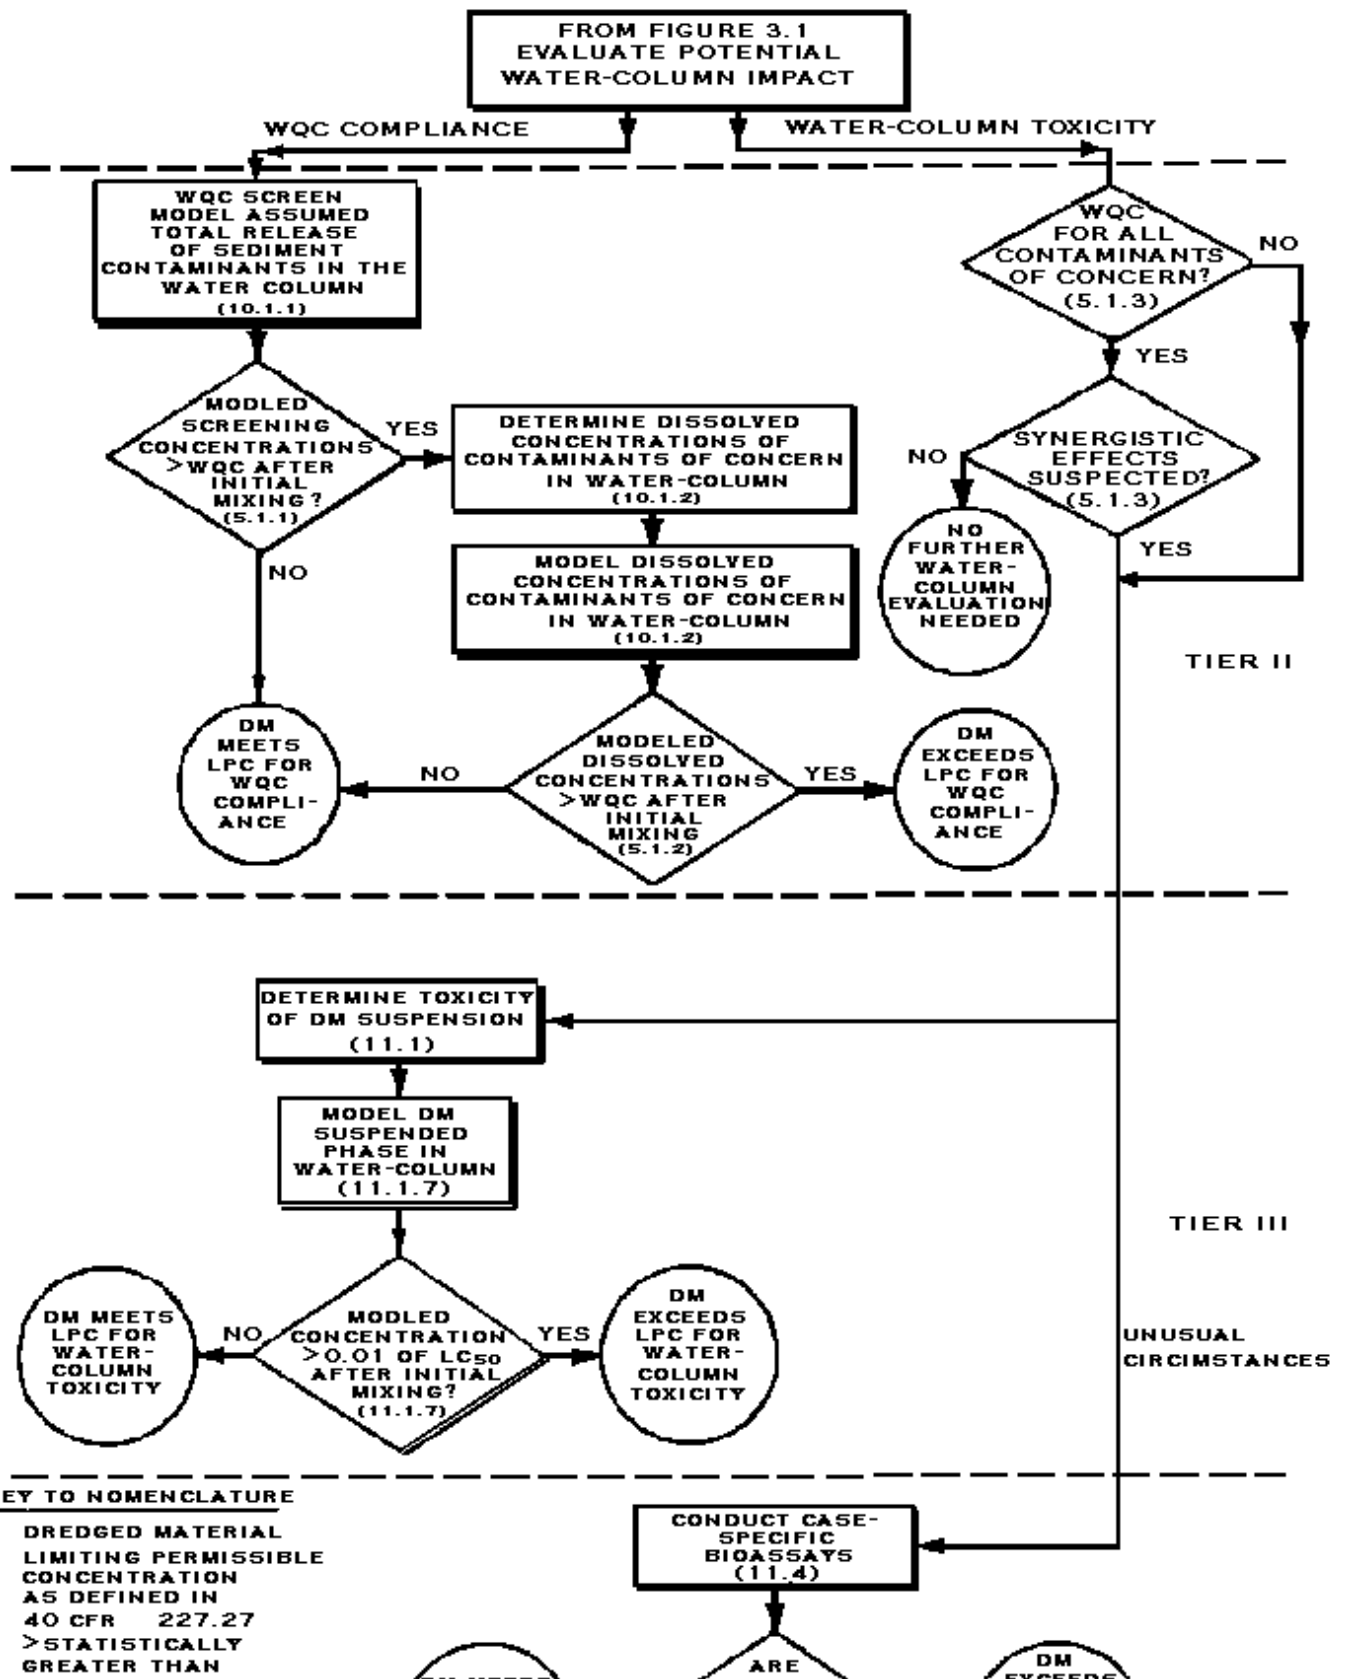 FROM FIGURE 3.1
EVALUATE POTENTIAL
WATER-COLUMN IMPACT
WQC COMPLIANCE
WATER-COLUMN TOXICITY
WQC SCREEN
MODEL ASSUMED
TOTAL RELEASE
OF SEDIMENT
CONTAMINANTS IN THE
WATER COLUMN
(10.1.1)
WQC
FOR ALL
CONTAMINANTS
OF CONCERN?
(5.1.3)
NO
YES
MODLED
SCREENING
CONCENTRATIONS
>WQC AFTER
INITIAL
MIXING?
(5.1.1)
YES
NO
DETERMINE DISSOLVED
CONCENTRATIONS OF
CONTAMINANTS OF CONCERN
IN WATER-COLUMN
(10.1.2)
SYNERGISTIC
EFFECTS
SUSPECTED?
(5.1.3)
NO
YES
NO
FURTHER
WATER-
COLUMN
EVALUATION
NEEDED
MODEL DISSOLVED
CONCENTRATIONS OF
CONTAMINANTS OF CONCERN
IN WATER-COLUMN
(10.1.2)
TIER II
DM
MEETS
LPC FOR
WQC
COMPLI-
ANCE
NO
MODELED
DISSOLVED
CONCENTRATIONS
>WQC AFTER
INITIAL
MIXING
(5.1.2)
YES
DM
EXCEEDS
LPC FOR
WQC
COMPLI-
ANCE
DETERMINE TOXICITY
OF DM SUSPENSION
(11.1)
MODEL DM
SUSPENDED
PHASE IN
WATER-COLUMN
(11.1.7)
TIER III
DM MEETS
LPC FOR
WATER-
COLUMN
TOXICITY
NO
MODLED
CONCENTRATION
>0.01 OF LC50
AFTER INITIAL
MIXING?
(11.1.7)
YES
DM
EXCEEDS
LPC FOR
WATER-
COLUMN
TOXICITY
UNUSUAL
CIRCIMSTANCES
EY TO NOMENCLATURE
DREDGED MATERIAL
LIMITING PERMISSIBLE
CONCENTRATION
AS DEFINED IN
40 CFR 227.27
>STATISTICALLY
GREATER THAN
CONDUCT CASE-
SPECIFIC
BIOASSAYS
(11.4)
ARE
DM
EXCEEDS